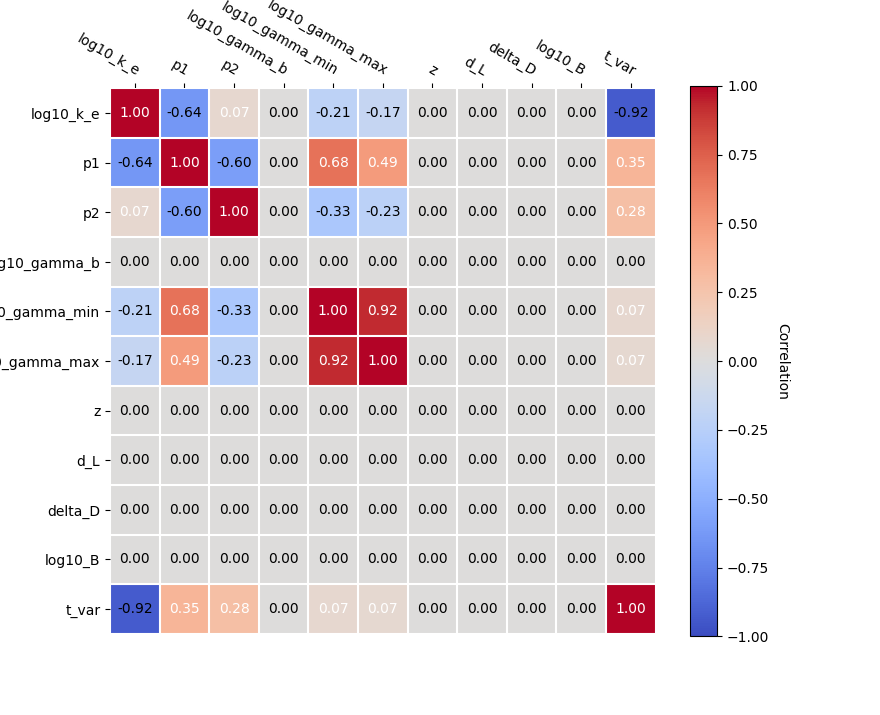 log10_k_e p1 p2 log10_gamma_b log10_gamma_min log10_gamma_max z d_L delta_D log10_B t_var
log10_k_e 1.00 -0.64 0.07 0.00 -0.21 -0.17 0.00 0.00 0.00 0.00 -0.92
p1 -0.64 1.00 -0.60 0.00 0.68 0.49 0.00 0.00 0.00 0.00 0.35
p2 0.07 -0.60 1.00 0.00 -0.33 -0.23 0.00 0.00 0.00 0.00 0.28
g10_gamma_b 0.00 0.00 0.00 0.00 0.00 0.00 0.00 0.00 0.00 0.00 0.00
0_gamma_min -0.21 0.68 -0.33 0.00 1.00 0.92 0.00 0.00 0.00 0.00 0.07
_gamma_max -0.17 0.49 -0.23 0.00 0.92 1.00 0.00 0.00 0.00 0.00 0.07
z 0.00 0.00 0.00 0.00 0.00 0.00 0.00 0.00 0.00 0.00 0.00
d_L 0.00 0.00 0.00 0.00 0.00 0.00 0.00 0.00 0.00 0.00 0.00
delta_D 0.00 0.00 0.00 0.00 0.00 0.00 0.00 0.00 0.00 0.00 0.00
log10_B 0.00 0.00 0.00 0.00 0.00 0.00 0.00 0.00 0.00 0.00 0.00
t_var -0.92 0.35 0.28 0.00 0.07 0.07 0.00 0.00 0.00 0.00 1.00
1.00
0.75
0.50
0.25
0.00
−0.25
−0.50
−0.75
−1.00
Correlation